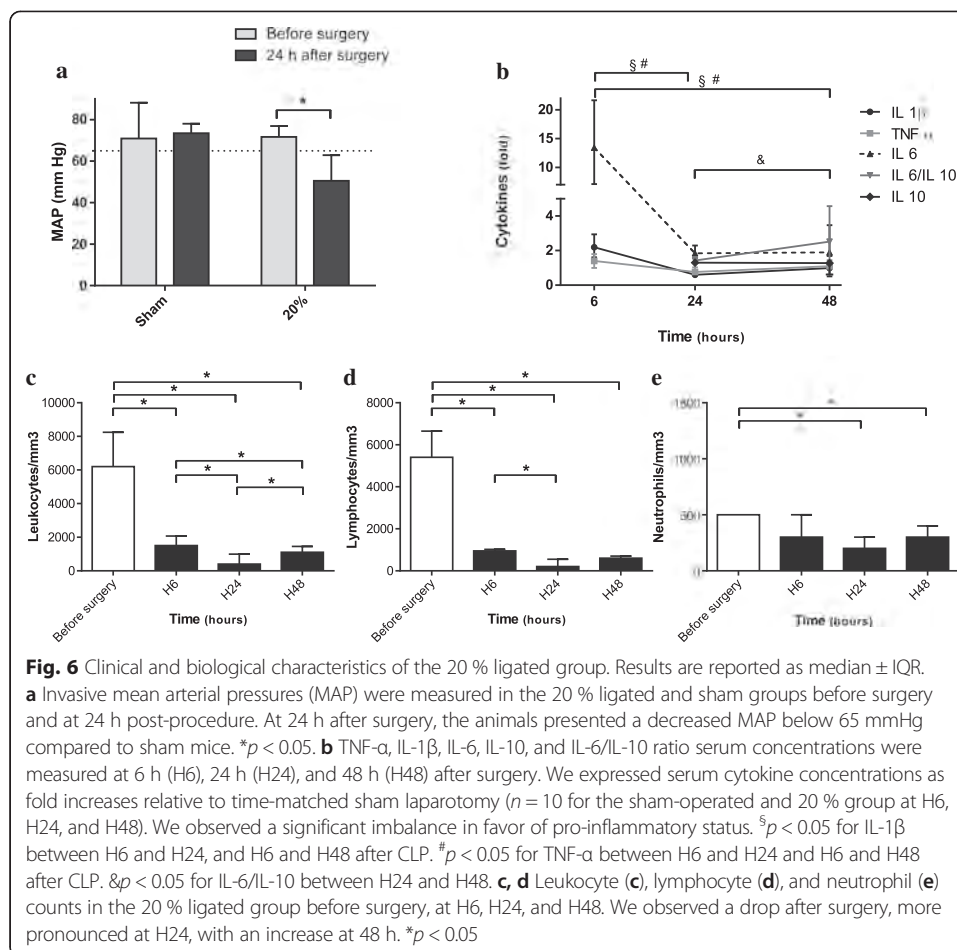 Before surgery
24 h after surgery
a
*
80
60
40
20
0
MAP (mm Hg)
Sham
20%
b
§ #
§ #
&
20
15
10
4
2
0
Cytokines (fold)
6
24
48
Time (hours)
IL 1β
TNF α
IL 6
IL 6/IL 10
IL 10
c
*
*
*
*
*
*
8000
6000
4000
2000
0
Leukocytes/mm3
Before surgery
H6
H24
H48
Time (hours)
d
*
*
*
*
8000
6000
4000
2000
0
Lymphocytes/mm3
Before surgery
H6
H24
H48
Time (hours)
e
*
*
1500
1000
500
0
Neutrophils/mm3
Before surgery
H6
H24
H48
Time (hours)
Fig. 6 Clinical and biological characteristics of the 20 % ligated group. Results are reported as median ± IQR.
a Invasive mean arterial pressures (MAP) were measured in the 20 % ligated and sham groups before surgery
and at 24 h post-procedure. At 24 h after surgery, the animals presented a decreased MAP below 65 mmHg
compared to sham mice. *p < 0.05. b TNF-α, IL-1β, IL-6, IL-10, and IL-6/IL-10 ratio serum concentrations were
measured at 6 h (H6), 24 h (H24), and 48 h (H48) after surgery. We expressed serum cytokine concentrations as
fold increases relative to time-matched sham laparotomy (n = 10 for the sham-operated and 20 % group at H6,
H24, and H48). We observed a significant imbalance in favor of pro-inflammatory status. §p < 0.05 for IL-1β
between H6 and H24, and H6 and H48 after CLP. #p < 0.05 for TNF-α between H6 and H24 and H6 and H48
after CLP. &p < 0.05 for IL-6/IL-10 between H24 and H48. c, d Leukocyte (c), lymphocyte (d), and neutrophil (e)
counts in the 20 % ligated group before surgery, at H6, H24, and H48. We observed a drop after surgery, more
pronounced at H24, with an increase at 48 h. *p < 0.05